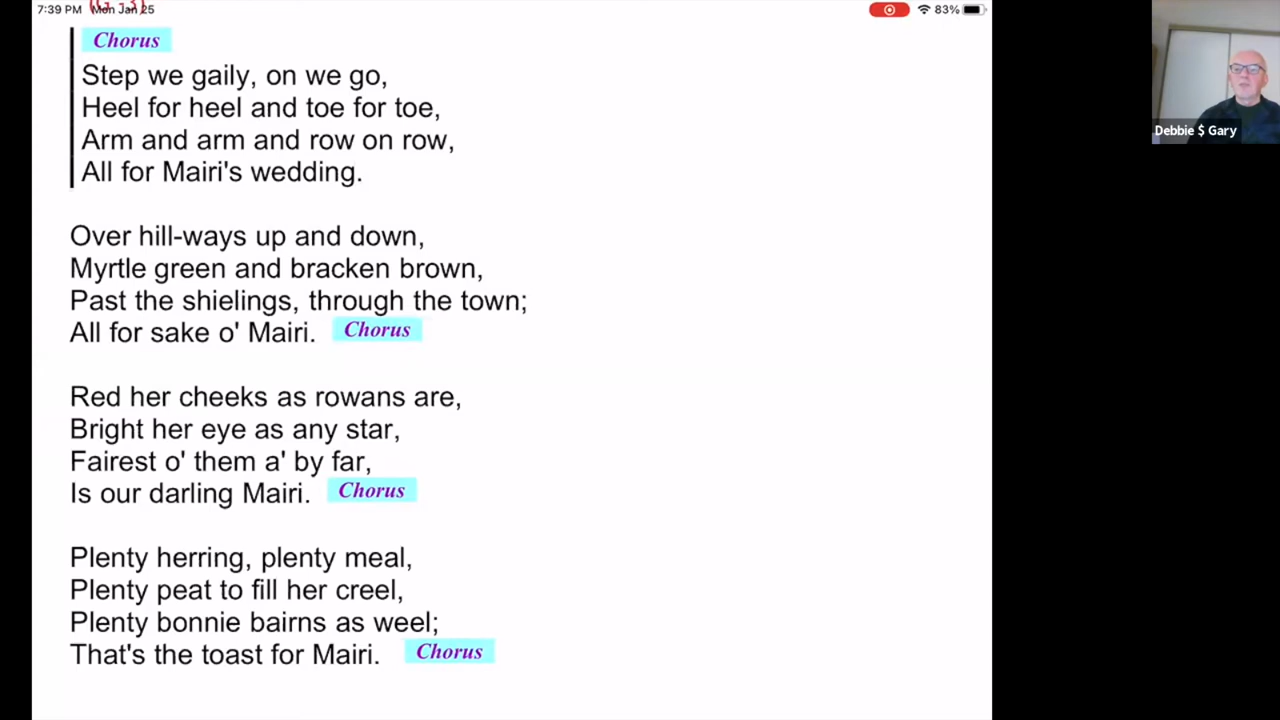 7:39 PM Mon Jan 25
83%
Chorus
Step we gaily, on we go,
Heel for heel and toe for toe,
Arm and arm and row on row,
All for Mairi's wedding.
Over hill-ways up and down,
Myrtle green and bracken brown,
Past the shielings, through the town;
All for sake o' Mairi. Chorus
Red her cheeks as rowans are,
Bright her eye as any star,
Fairest o' them a' by far,
Is our darling Mairi. Chorus
Plenty herring, plenty meal,
Plenty peat to fill her creel,
Plenty bonnie bairns as weel;
That's the toast for Mairi. Chorus
Debbie $ Gary